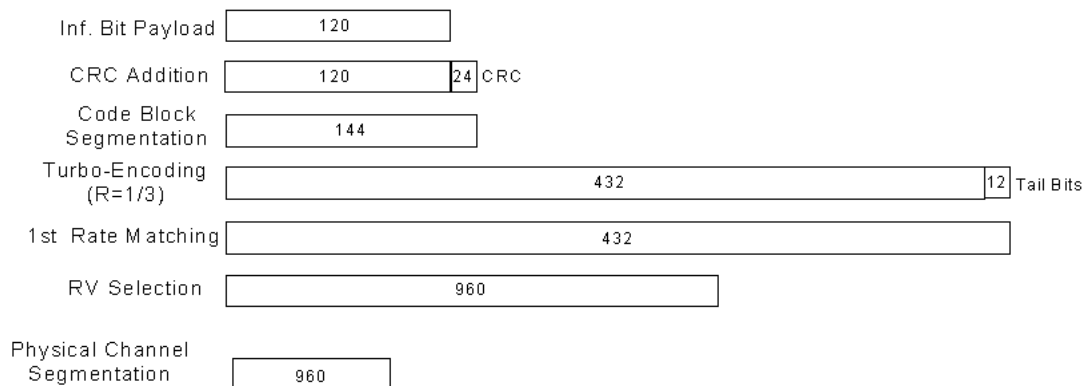 Inf. Bit Payload 120
CRC Addition 120 24 CRC
Code Block
Segmentation 144
Turbo-Encoding
(R=1/3) 432 12 Tail Bits
1st Rate Matching 432
RV Selection 960
Physical Channel
Segmentation 960